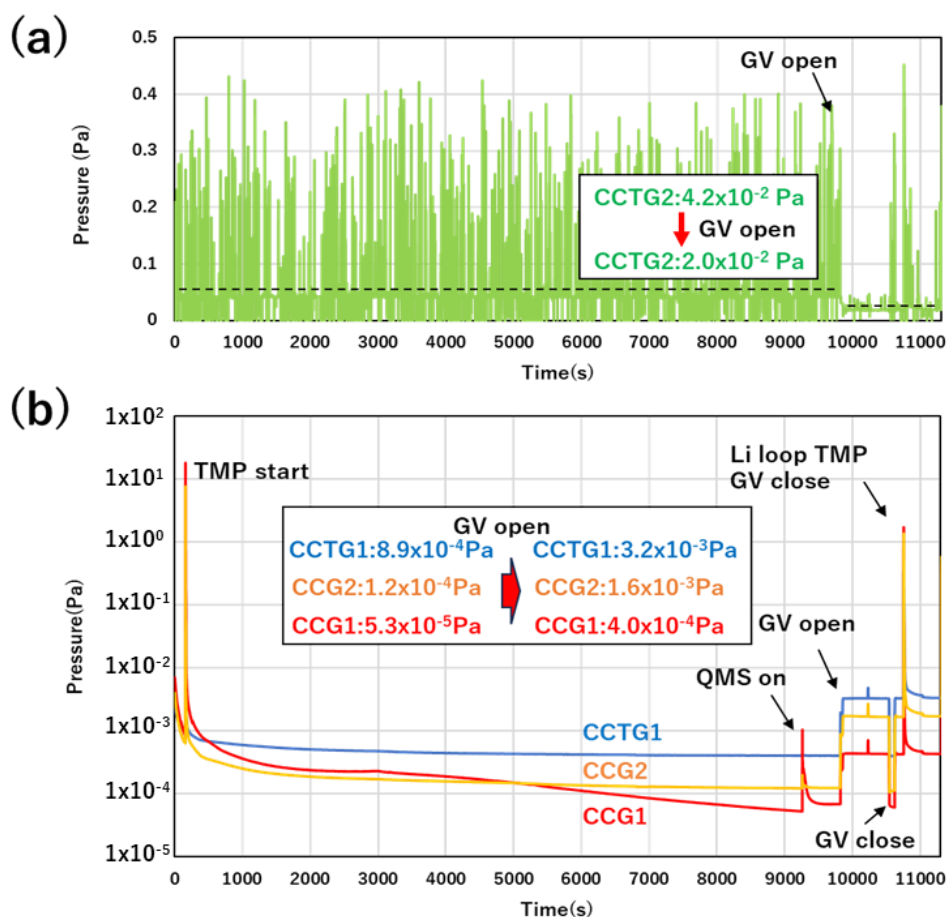 (a)
0.5
0.4
0.3
0.2
0.1
0
Pressure (Pa)
GV open
CCTG2:4.2x10⁻² Pa
GV open
CCTG2:2.0x10⁻² Pa
0 1000 2000 3000 4000 5000 6000 7000 8000 9000 10000 11000
Time(s)
(b)
1x10²
1x10¹
1x10⁰
1x10⁻¹
1x10⁻²
1x10⁻³
1x10⁻⁴
1x10⁻⁵
Pressure(Pa)
TMP start
GV open
CCTG1:8.9x10⁻⁴Pa CCTG1:3.2x10⁻³Pa
CCG2:1.2x10⁻⁴Pa CCG2:1.6x10⁻³Pa
CCG1:5.3x10⁻⁵Pa CCG1:4.0x10⁻⁴Pa
Li loop TMP
GV close
GV open
QMS on
CCTG1
CCG2
CCG1
GV close
0 1000 2000 3000 4000 5000 6000 7000 8000 9000 10000 11000
Time(s)